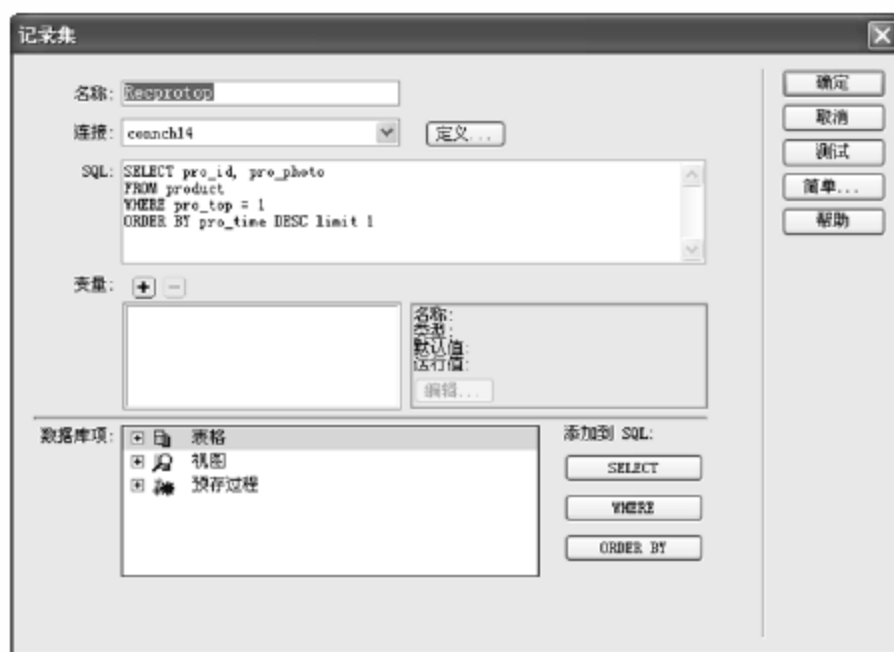 记录集
名称: Recprotop
连接: connch14 定义...
SQL: SELECT pro_id, pro_photo
FROM product
WHERE pro_top = 1
ORDER BY pro_time DESC limit 1
变量:
名称:
类型:
默认值:
运行值:
编辑...
数据库项: 表格
视图
预存过程
添加到 SQL:
SELECT
WHERE
ORDER BY
确定
取消
测试
简单...
帮助